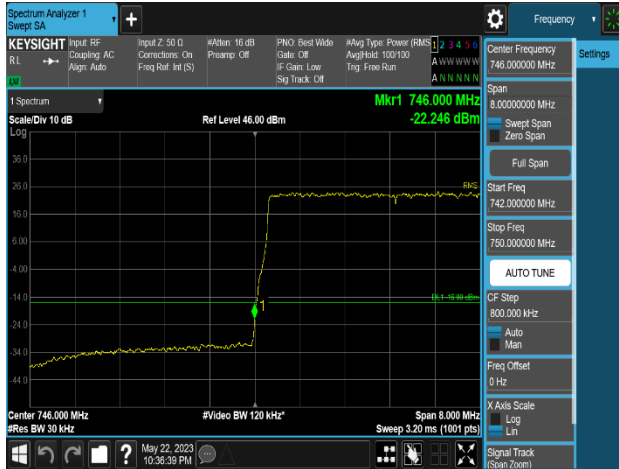 Spectrum Analyzer 1
Swept SA
+
Frequency
KEYSIGHT
R L
Input: RF
Coupling: AC
Align: Auto
Input Z: 50 Ω
Corrections: On
Freq Ref: Int (S)
#Atten: 16 dB
Preamp: Off
PNO: Best Wide
Gate: Off
IF Gain: Low
Sig Track: Off
#Avg Type: Power (RMS
Avg|Hold: 100/100
Trig: Free Run
1 2 3 4 5 6
A W W W W W
A N N N N N
1 Spectrum
Scale/Div 10 dB
Log
Ref Level 46.00 dBm
Mkr1 746.000 MHz
-22.246 dBm
36.0
26.0
16.0
6.00
-4.00
-14.0
-24.0
-34.0
-44.0
RMS
1
Center 746.000 MHz
#Res BW 30 kHz
#Video BW 120 kHz*
Span 8.000 MHz
Sweep 3.20 ms (1001 pts)
Center Frequency
746.000000 MHz
Span
8.00000000 MHz
Swept Span
Zero Span
Full Span
Start Freq
742.000000 MHz
Stop Freq
750.000000 MHz
AUTO TUNE
CF Step
800.000 kHz
Auto
Man
Freq Offset
0 Hz
X Axis Scale
Log
Lin
Signal Track
(Span Zoom)
Settings
?
May 22, 2023
10:36:39 PM